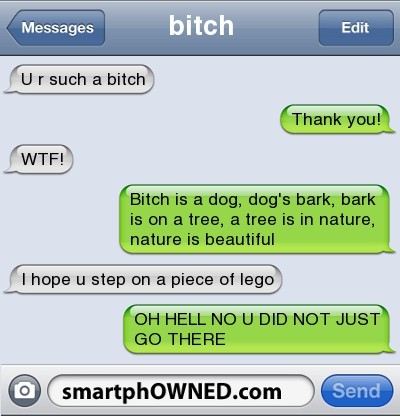 Messages
bitch
Edit
U r such a bitch
Thank you!
WTF!
Bitch is a dog, dog's bark, bark
is on a tree, a tree is in nature,
nature is beautiful
I hope u step on a piece of lego
OH HELL NO U DID NOT JUST
GO THERE
smartphOWNED.com
Send